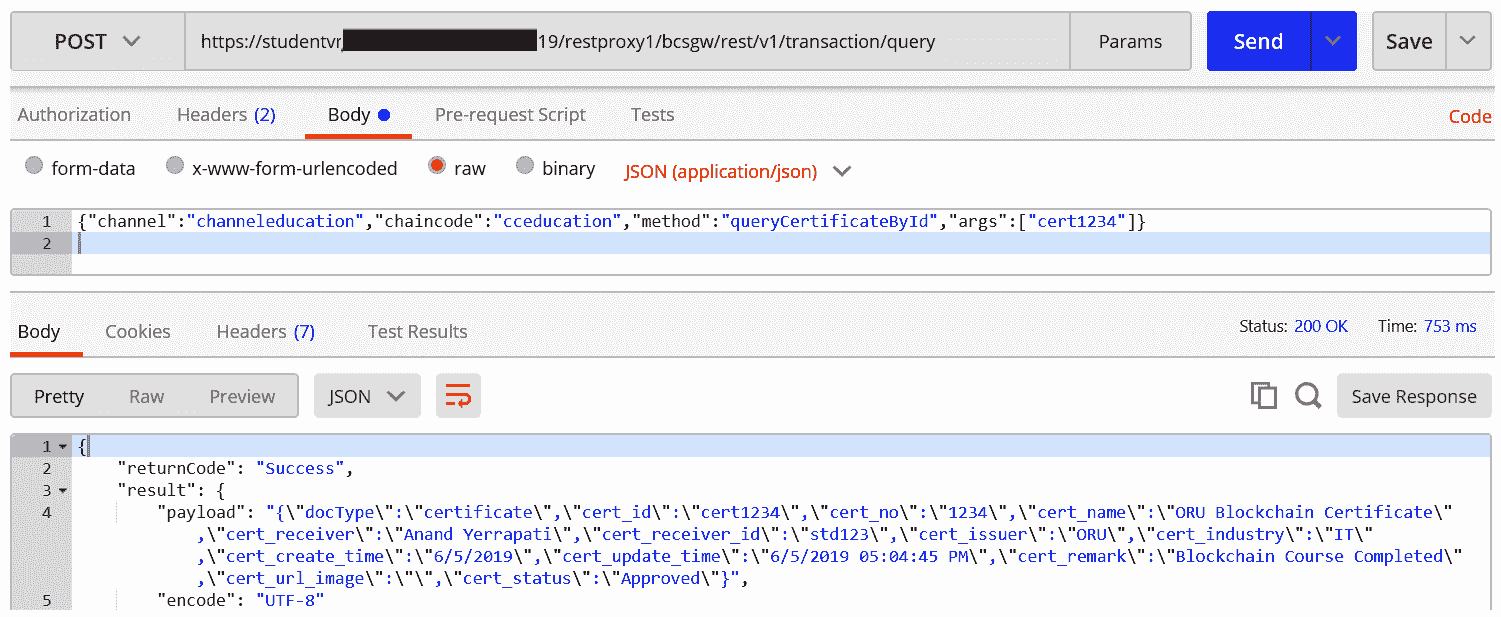 POST https://studentvr 19/restproxy1/bcsgw/rest/v1/transaction/query Params Send Save
Authorization Headers (2) Body Pre-request Script Tests Code
form-data x-www-form-urlencoded raw binary JSON (application/json)
1 {"channel":"channeleducation","chaincode":"cceducation","method":"queryCertificateById","args":["cert1234"]}
2
Body Cookies Headers (7) Test Results Status: 200 OK Time: 753 ms
Pretty Raw Preview JSON Save Response
1 {
2 "returnCode": "Success",
3 "result": {
4 "payload": "{\"docType\":\"certificate\",\"cert_id\":\"cert1234\",\"cert_no\":\"1234\",\"cert_name\":\"ORU Blockchain Certificate\"
,\"cert_receiver\":\"Anand Yerrapati\",\"cert_receiver_id\":\"std123\",\"cert_issuer\":\"ORU\",\"cert_industry\":\"IT\"
,\"cert_create_time\":\"6/5/2019\",\"cert_update_time\":\"6/5/2019 05:04:45 PM\",\"cert_remark\":\"Blockchain Course Completed\"
,\"cert_url_image\":\"\",\"cert_status\":\"Approved\"}",
5 "encode": "UTF-8"